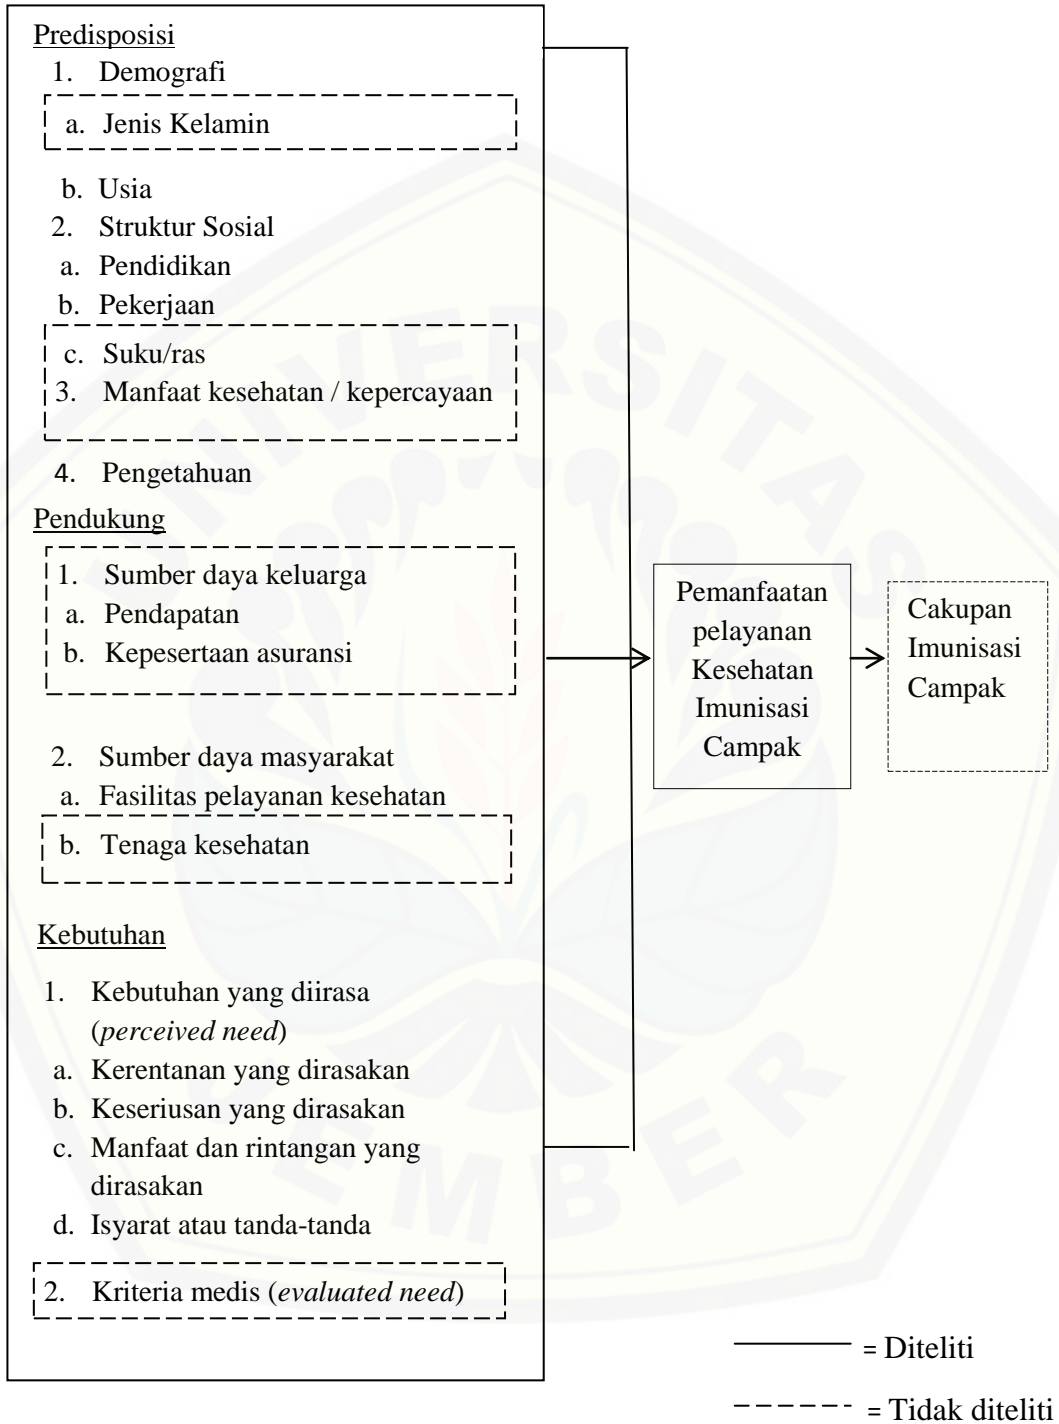 Predisposisi
1. Demografi
a. Jenis Kelamin
b. Usia
2. Struktur Sosial
a. Pendidikan
b. Pekerjaan
c. Suku/ras
3. Manfaat kesehatan / kepercayaan
4. Pengetahuan
Pendukung
1. Sumber daya keluarga
a. Pendapatan
b. Kepesertaan asuransi
2. Sumber daya masyarakat
a. Fasilitas pelayanan kesehatan
b. Tenaga kesehatan
Kebutuhan
1. Kebutuhan yang diirasa
(perceived need)
a. Kerentanan yang dirasakan
b. Keseriusan yang dirasakan
c. Manfaat dan rintangan yang
dirasakan
d. Isyarat atau tanda-tanda
2. Kriteria medis (evaluated need)
Pemanfaatan
pelayanan
Kesehatan
Imunisasi
Campak
Cakupan
Imunisasi
Campak
= Diteliti
= Tidak diteliti
UNIVERSITAS
JEMBER